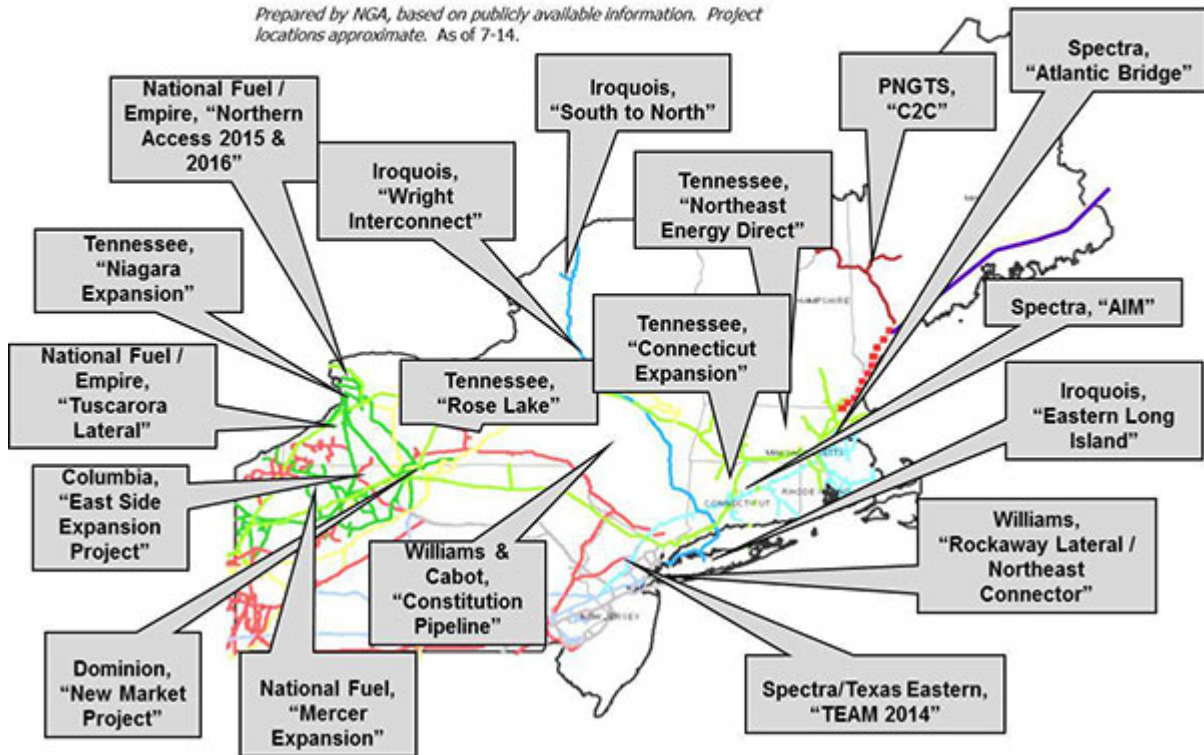 Prepared by NGA, based on publicly available information. Project
locations approximate. As of 7-14.
National Fuel /
Empire, “Northern
Access 2015 &
2016”
Iroquois,
“South to North”
PNGTS,
“C2C”
Spectra,
“Atlantic Bridge”
Iroquois,
“Wright
Interconnect”
Tennessee,
“Northeast
Energy Direct”
Tennessee,
“Niagara
Expansion”
Spectra, “AIM”
Tennessee,
“Connecticut
Expansion”
National Fuel /
Empire,
“Tuscarora
Lateral”
Tennessee,
“Rose Lake”
Iroquois,
“Eastern Long
Island”
Columbia,
“East Side
Expansion
Project”
CONNECTICUT
RHODE
Williams,
“Rockaway Lateral /
Northeast
Connector”
Williams &
Cabot,
“Constitution
Pipeline”
Dominion,
“New Market
Project”
National Fuel,
“Mercer
Expansion”
Spectra/Texas Eastern,
“TEAM 2014”